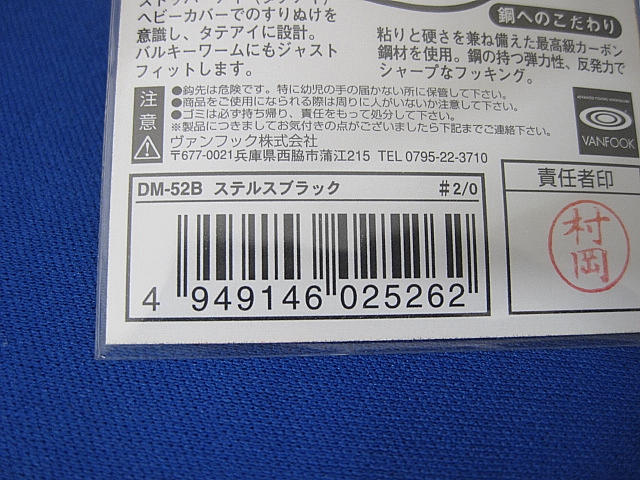 ヘビーカバーでのすりぬけを
意識し、タテアイに設計。
バルキーワームにもジャスト
フィットします。
鋼へのこだわり
粘りと硬さを兼ね備えた最高級カーボン
鋼材を使用。鋼の持つ弾力性、反発力で
シャープなフッキング。
注意
●鈎先は危険です。特に幼児の手の届かない所に保管して下さい。
●商品をご使用になられる際は周りに人がいないか注意して下さい。
●ゴミは必ず持ち帰り、責任をもって処分して下さい。
※製品につきましてお気付きの点がございましたら下記までご連絡下さい。
ヴァンフック株式会社
〒677-0021兵庫県西脇市蒲江215 TEL 0795-22-3710
VANFOOK
DM-52B ステルスブラック #2/0
4 949146 025262
責任者印
村岡